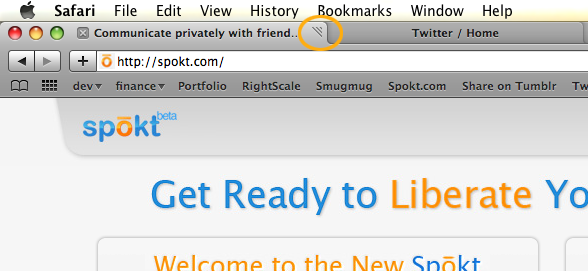 Safari File Edit View History Bookmarks Window Help
Communicate privately with friend... Twitter / Home
http://spokt.com/
dev finance Portfolio RightScale Smugmug Spokt.com Share on Tumblr Tw
spōkt beta
Get Ready to Liberate Yo
Welcome to the New Spōkt